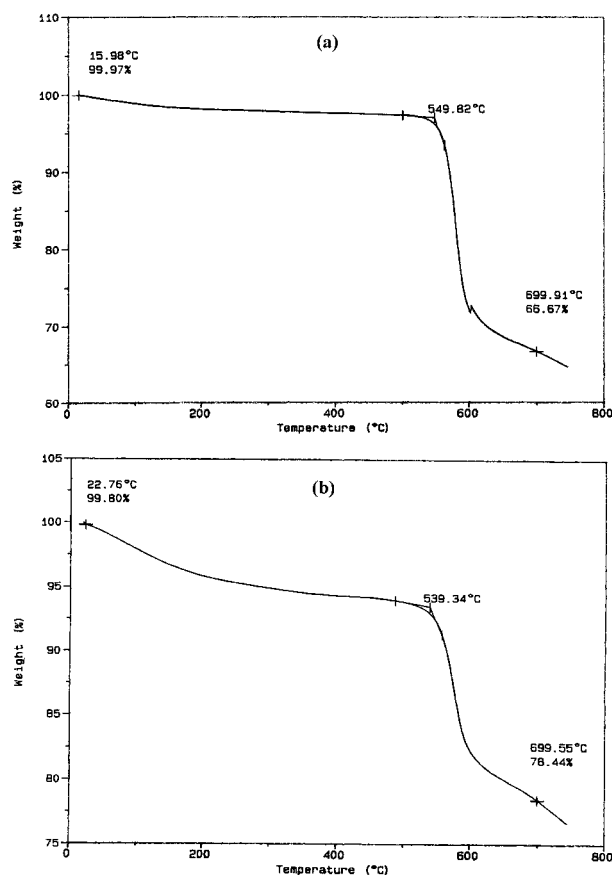 (a)
110
15.98°C
99.97%
100
549.82°C
90
Weight (%)
80
699.91°C
66.67%
70
60
0
200
400
600
800
Temperature (°C)
(b)
105
22.76°C
99.80%
100
95
539.34°C
Weight (%)
90
85
699.55°C
78.44%
80
75
0
200
400
600
800
Temperature (°C)